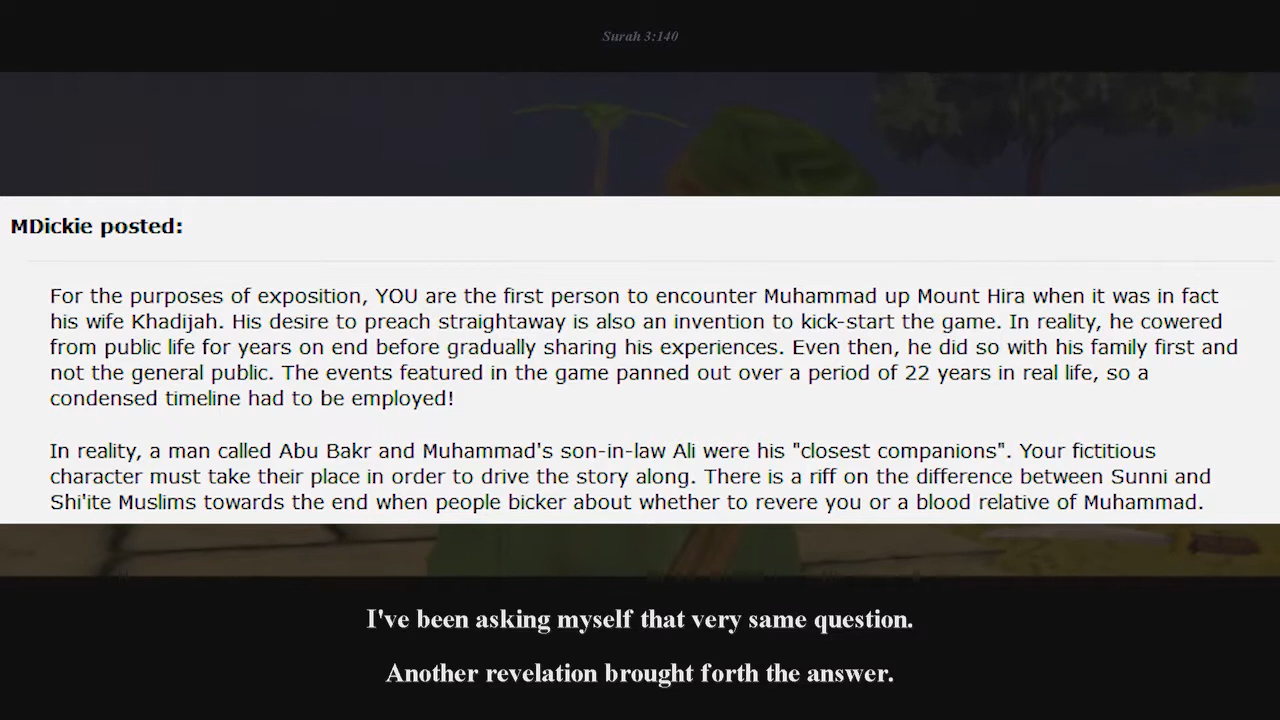 Surah 3:140
MDickie posted:
For the purposes of exposition, YOU are the first person to encounter Muhammad up Mount Hira when it was in fact
his wife Khadijah. His desire to preach straightaway is also an invention to kick-start the game. In reality, he cowered
from public life for years on end before gradually sharing his experiences. Even then, he did so with his family first and
not the general public. The events featured in the game panned out over a period of 22 years in real life, so a
condensed timeline had to be employed!
In reality, a man called Abu Bakr and Muhammad's son-in-law Ali were his "closest companions". Your fictitious
character must take their place in order to drive the story along. There is a riff on the difference between Sunni and
Shi'ite Muslims towards the end when people bicker about whether to revere you or a blood relative of Muhammad.
I've been asking myself that very same question.
Another revelation brought forth the answer.